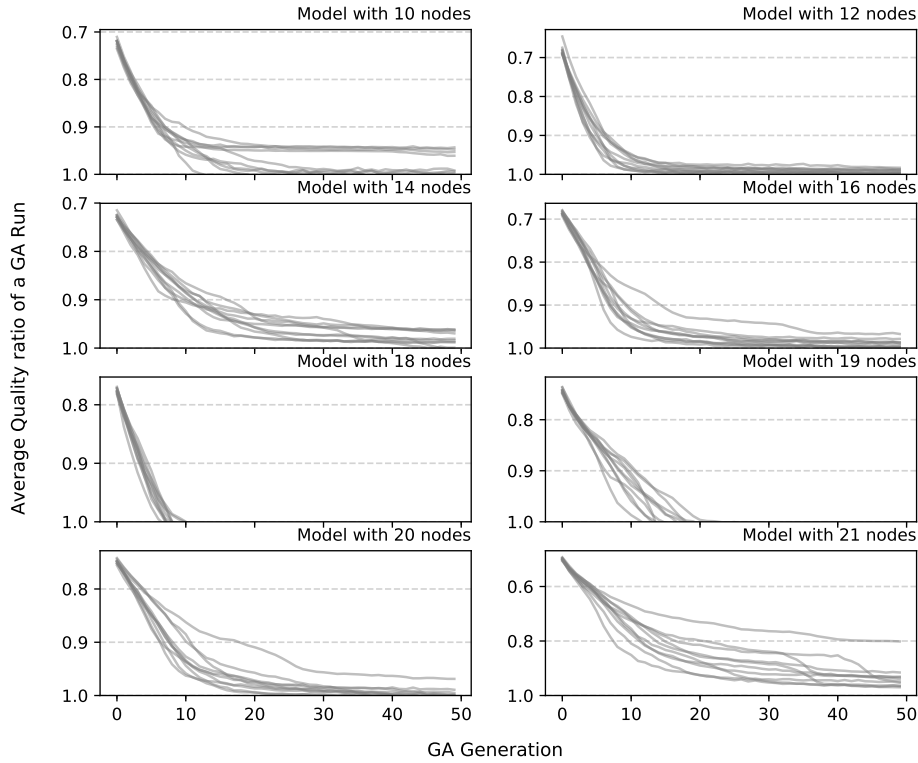 Model with 10 nodes
0.7
0.8
0.9
1.0
Model with 12 nodes
0.7
0.8
0.9
1.0
Model with 14 nodes
0.7
0.8
0.9
1.0
Model with 16 nodes
0.7
0.8
0.9
1.0
Model with 18 nodes
0.8
0.9
1.0
Model with 19 nodes
0.8
0.9
1.0
Model with 20 nodes
0.8
0.9
1.0
0 10 20 30 40 50
Model with 21 nodes
0.6
0.8
1.0
0 10 20 30 40 50
Average Quality ratio of a GA Run
GA Generation